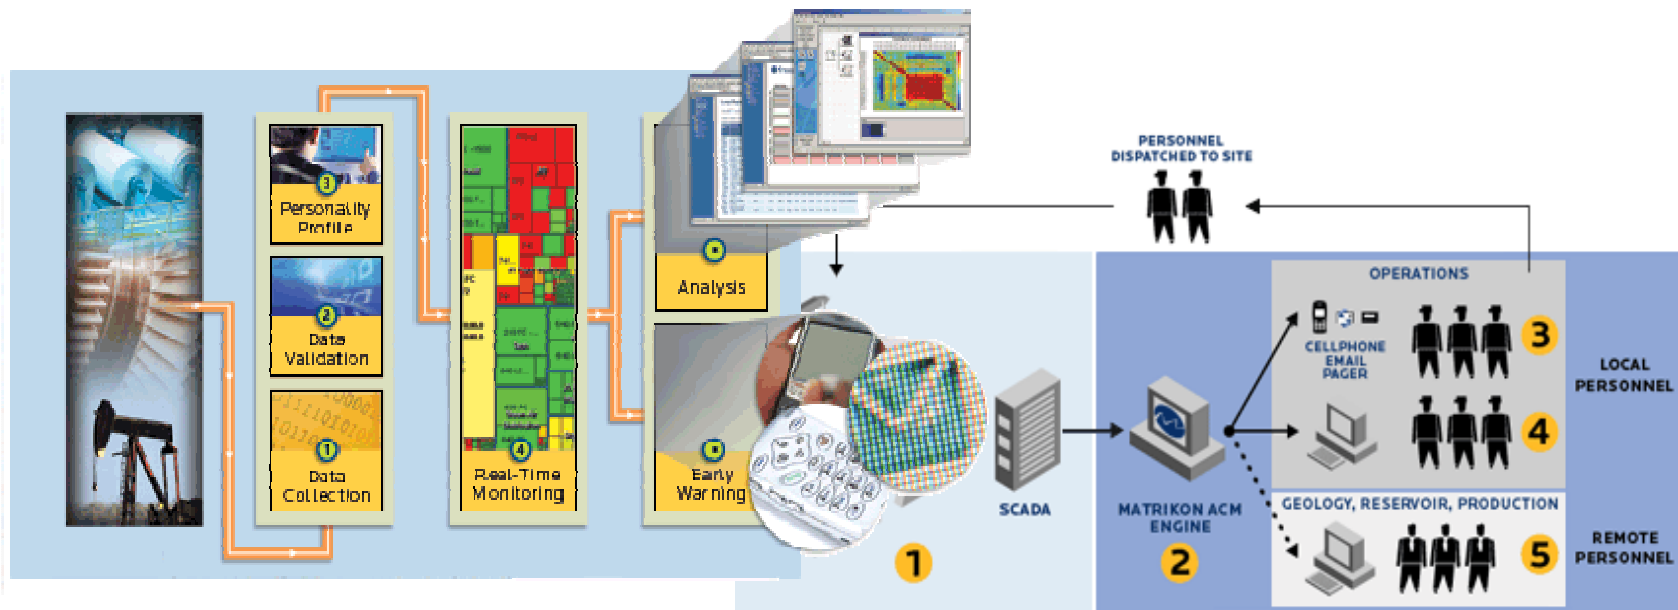 3
Personality
Profile
2
Data
Validation
1
Data
Collection
4
Real-Time
Monitoring
Analysis
Early
Warning
PERSONNEL
DISPATCHED TO SITE
SCADA
1
MATRIKON ACM
ENGINE
2
OPERATIONS
CELLPHONE
EMAIL
PAGER
3
4
LOCAL
PERSONNEL
GEOLOGY, RESERVOIR, PRODUCTION
5
REMOTE
PERSONNEL